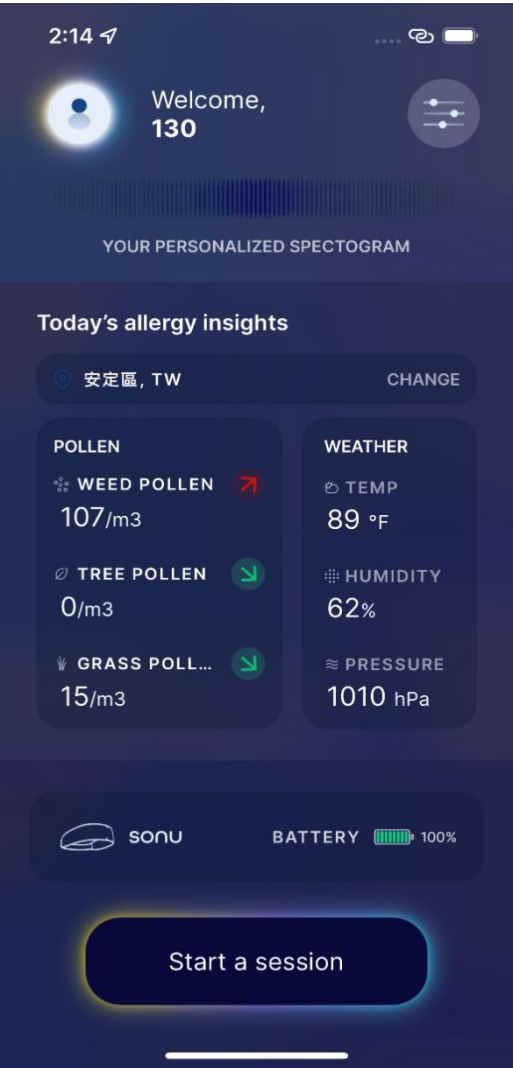 2:14
Welcome,
130
YOUR PERSONALIZED SPECTOGRAM
Today's allergy insights
安定區, TW
CHANGE
POLLEN
WEED POLLEN
107/m3
TREE POLLEN
0/m3
GRASS POLL...
15/m3
WEATHER
TEMP
89 °F
HUMIDITY
62%
PRESSURE
1010 hPa
sonu
BATTERY 100%
Start a session